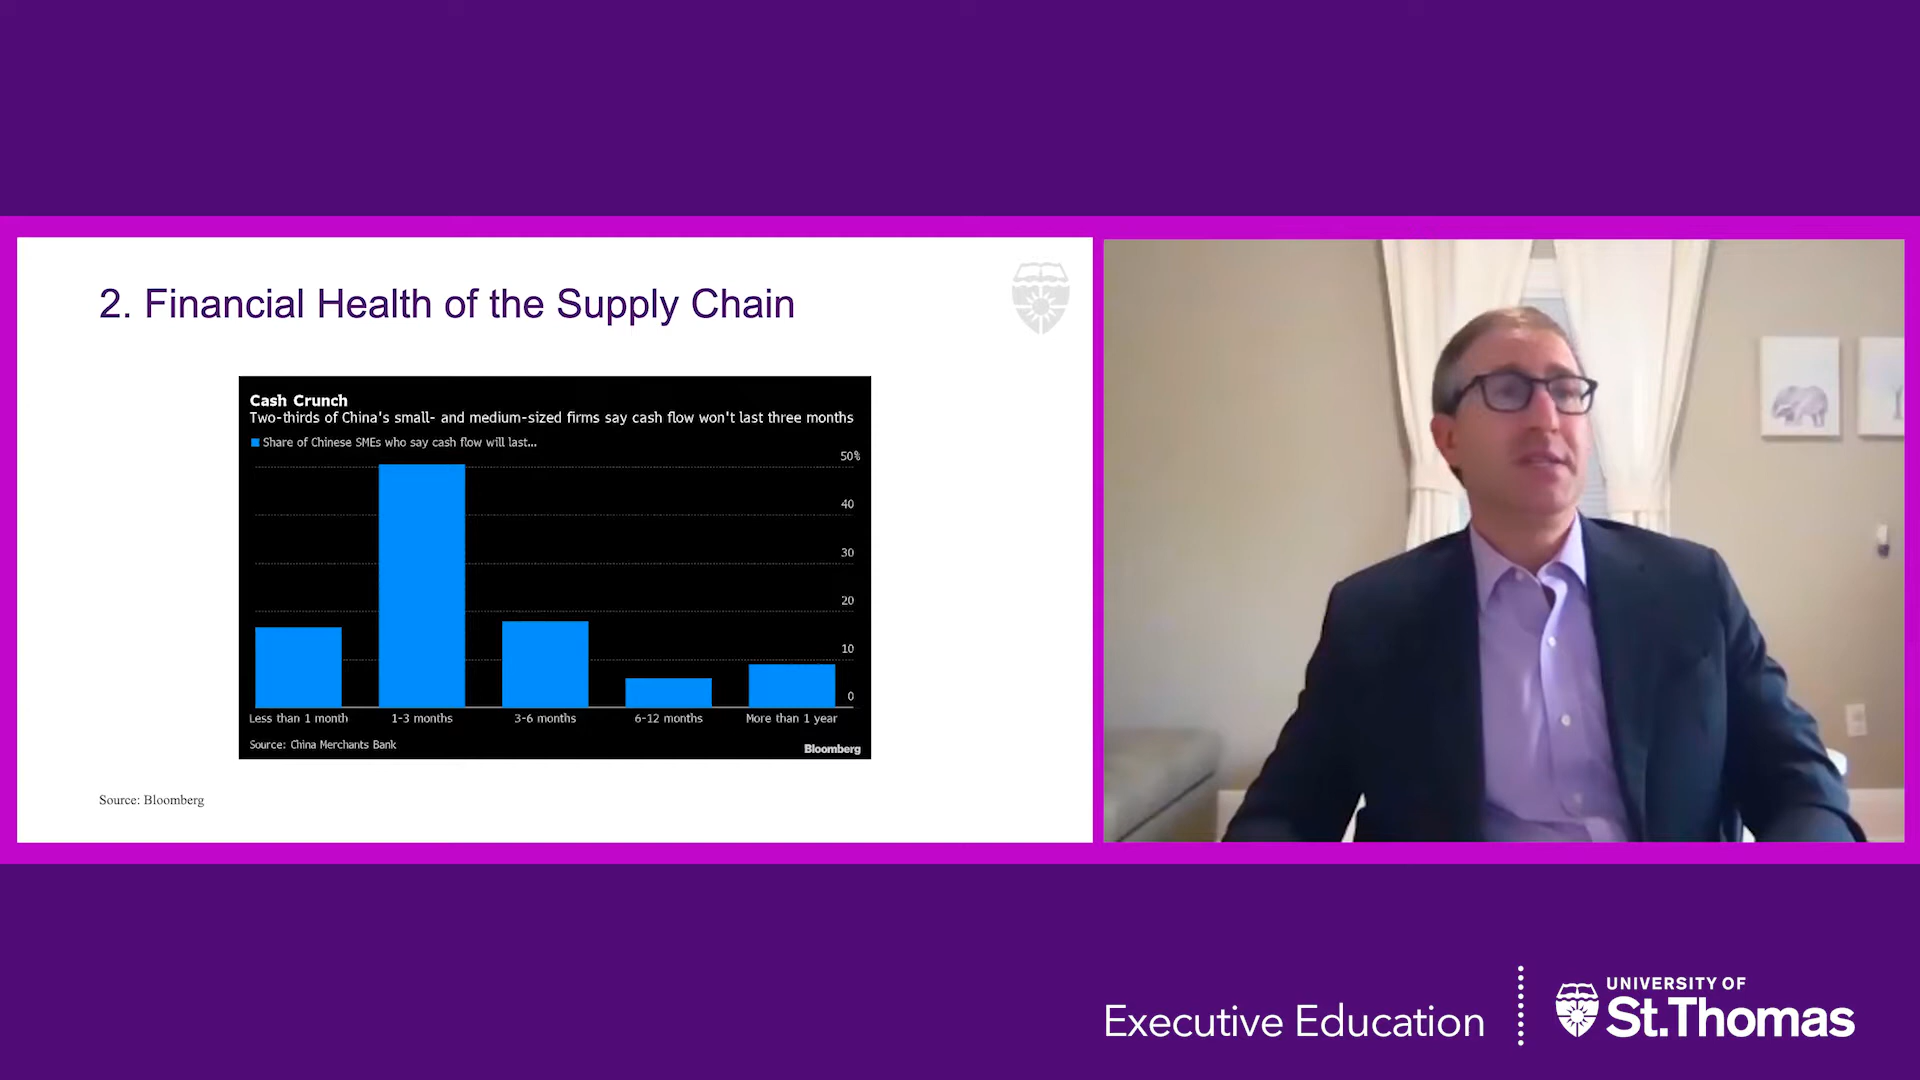 2. Financial Health of the Supply Chain
Cash Crunch
Two-thirds of China's small- and medium-sized firms say cash flow won't last three months
Share of Chinese SMEs who say cash flow will last...
50%
40
30
20
10
0
Less than 1 month 1-3 months 3-6 months 6-12 months More than 1 year
Source: China Merchants Bank
Bloomberg
Source: Bloomberg
Executive Education
UNIVERSITY OF
St.Thomas